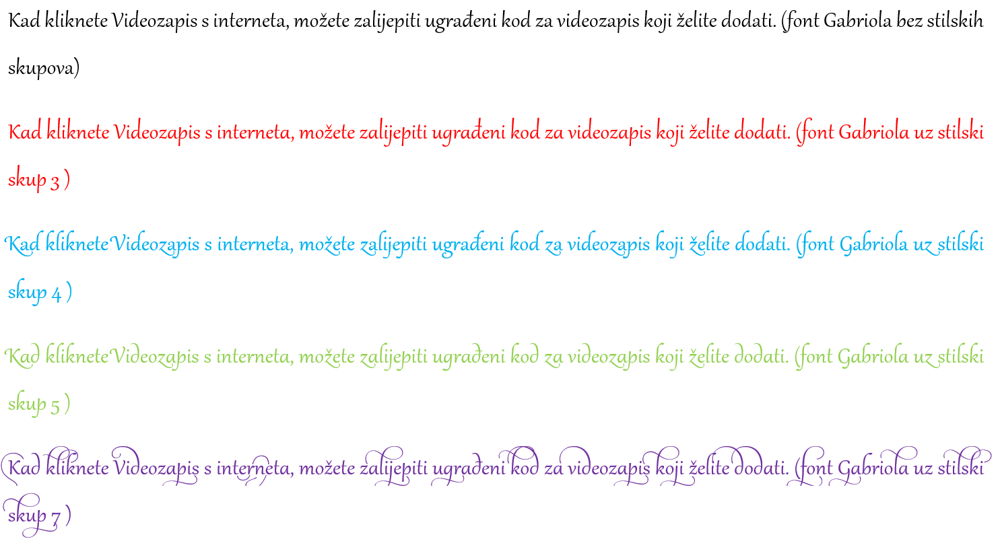 Kad kliknete Videozapis s interneta, možete zalijepiti ugrađeni kod za videozapis koji želite dodati. (font Gabriola bez stilskih
skupova)
Kad kliknete Videozapis s interneta, možete zalijepiti ugrađeni kod za videozapis koji želite dodati. (font Gabriola uz stilski
skup 3 )
Kad kliknete Videozapis s interneta, možete zalijepiti ugrađeni kod za videozapis koji želite dodati. (font Gabriola uz stilski
skup 4 )
Kad kliknete Videozapis s interneta, možete zalijepiti ugrađeni kod za videozapis koji želite dodati. (font Gabriola uz stilski
skup 5 )
Kad kliknete Videozapis s interneta, možete zalijepiti ugrađeni kod za videozapis koji želite dodati. (font Gabriola uz stilski
skup 7 )